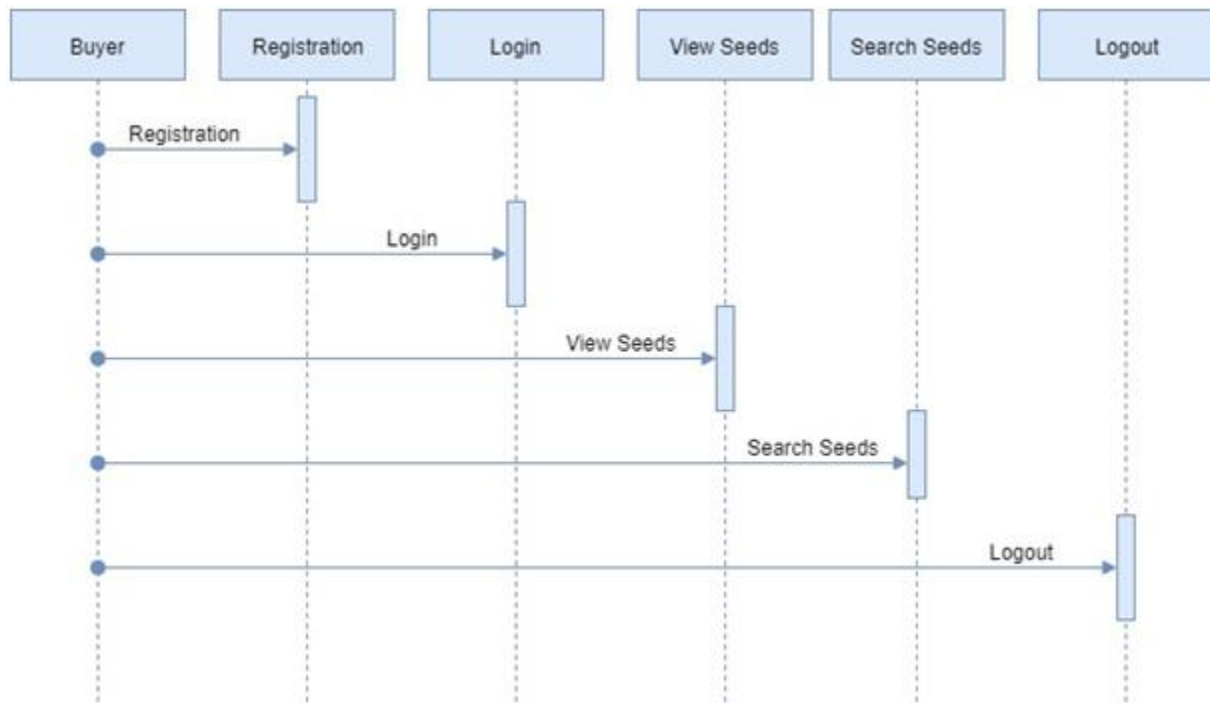 Buyer
Registration
Login
View Seeds
Search Seeds
Logout
Registration
Login
View Seeds
Search Seeds
Logout